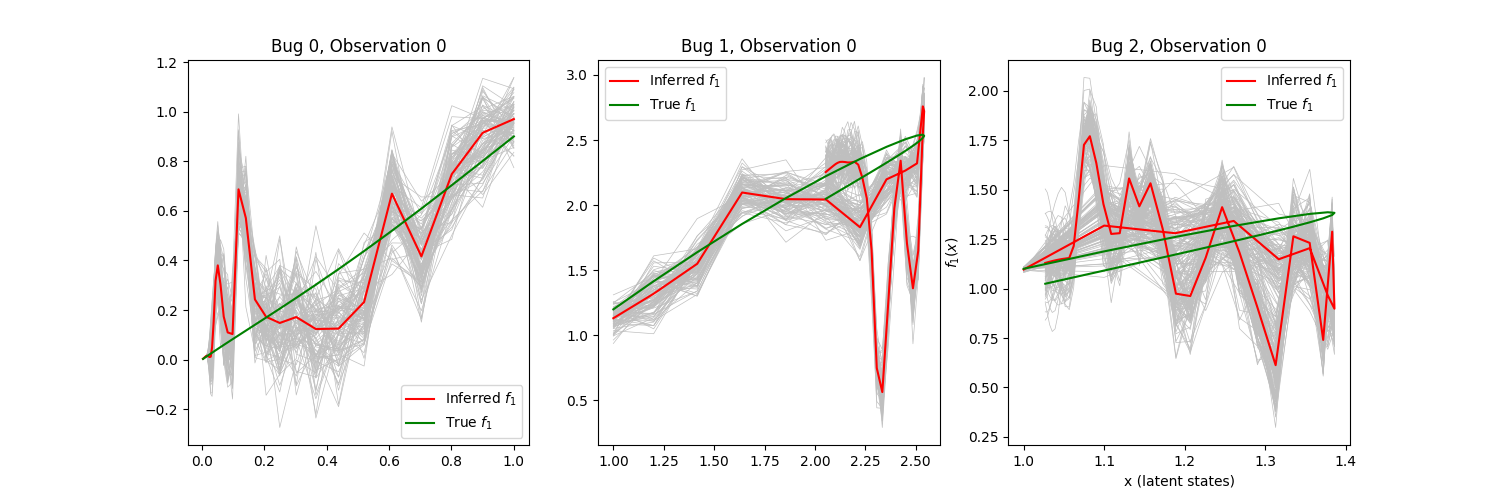 Bug 0, Observation 0
1.2
1.0
0.8
0.6
0.4
0.2
0.0
−0.2
0.0 0.2 0.4 0.6 0.8 1.0
Inferred f₁
True f₁
Bug 1, Observation 0
3.0
2.5
2.0
1.5
1.0
0.5
1.00 1.25 1.50 1.75 2.00 2.25 2.50
Inferred f₁
True f₁
Bug 2, Observation 0
f₁(x)
2.00
1.75
1.50
1.25
1.00
0.75
0.50
0.25
1.0 1.1 1.2 1.3 1.4
x (latent states)
Inferred f₁
True f₁